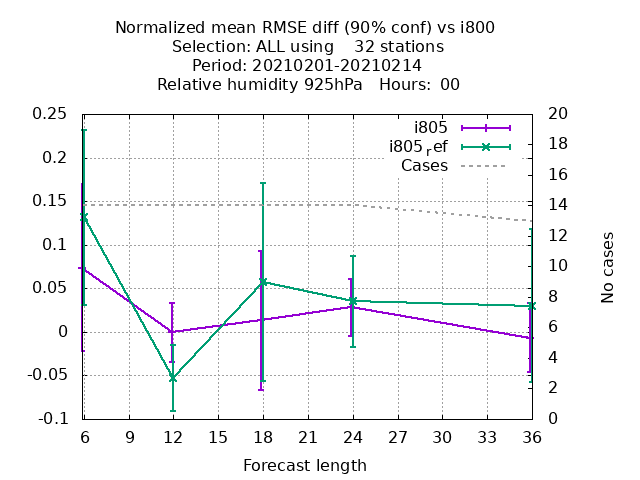 Normalized mean RMSE diff (90% conf) vs i800
Selection: ALL using    32 stations
Period: 20210201-20210214
Relative humidity 925hPa   Hours:  00
0.25
0.2
0.15
0.1
0.05
0
-0.05
-0.1
i805
i805ref
Cases
20
18
16
14
12
10
8
6
4
2
0
No cases
6 9 12 15 18 21 24 27 30 33 36
Forecast length